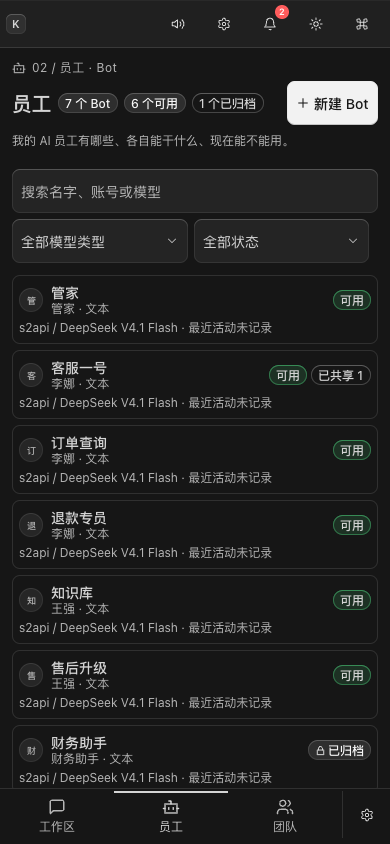 K
2
02 / 员工 · Bot
员工 7 个 Bot 6 个可用 1 个已归档 + 新建 Bot
我的 AI 员工有哪些、各自能干什么、现在能不能用。
搜索名字、账号或模型
全部模型类型 全部状态
管 管家 可用
管家 · 文本
s2api / DeepSeek V4.1 Flash · 最近活动未记录
客 客服一号 可用 已共享 1
李娜 · 文本
s2api / DeepSeek V4.1 Flash · 最近活动未记录
订 订单查询 可用
李娜 · 文本
s2api / DeepSeek V4.1 Flash · 最近活动未记录
退 退款专员 可用
李娜 · 文本
s2api / DeepSeek V4.1 Flash · 最近活动未记录
知 知识库 可用
王强 · 文本
s2api / DeepSeek V4.1 Flash · 最近活动未记录
售 售后升级 可用
王强 · 文本
s2api / DeepSeek V4.1 Flash · 最近活动未记录
财 财务助手 已归档
财务助手 · 文本
s2api / DeepSeek V4.1 Flash · 最近活动未记录
工作区 员工 团队